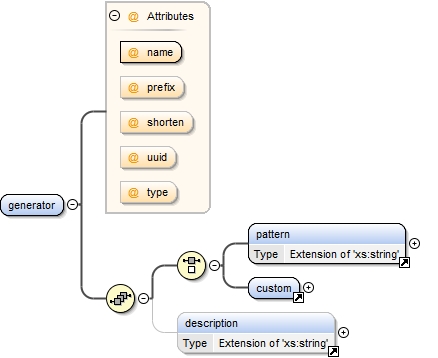 Attributes
@ name
@ prefix
@ shorten
@ uuid
@ type
generator
pattern
Type Extension of 'xs:string'
custom
description
Type Extension of 'xs:string'